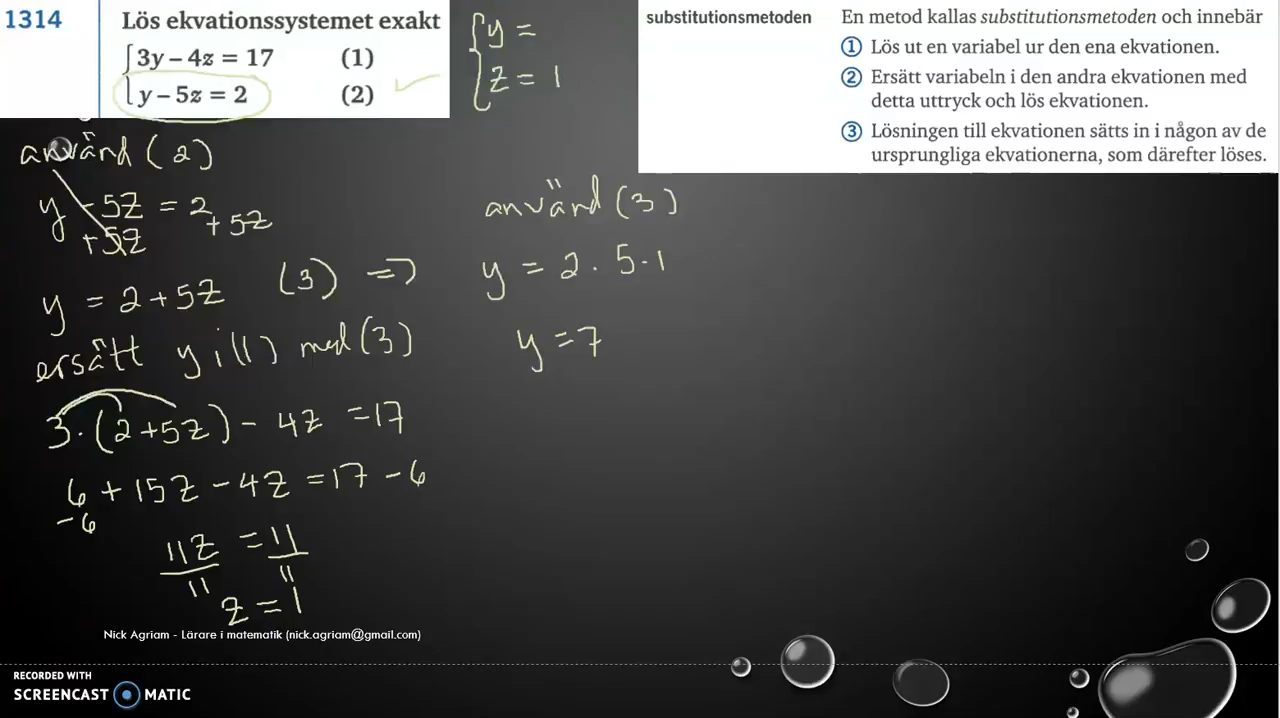 1314
Lös ekvationssystemet exakt
3y – 4z = 17 (1)
y – 5z = 2 (2)
y =
z = 1
substitutionsmetoden
En metod kallas substitutionsmetoden och innebär
① Lös ut en variabel ur den ena ekvationen.
② Ersätt variabeln i den andra ekvationen med
detta uttryck och lös ekvationen.
③ Lösningen till ekvationen sätts in i någon av de
ursprungliga ekvationerna, som därefter löses.
använd (2)
y - 5z = 2 + 5z
+ 5z
y = 2 + 5z (3) =>
ersätt y i (1) med (3)
3 · (2 + 5z) - 4z = 17
6 + 15z - 4z = 17 - 6
- 6
11z = 11
11 11
z = 1
använd (3)
y = 2 · 5 · 1
y = 7
Nick Agriam - Lärare i matematik (nick.agriam@gmail.com)
RECORDED WITH
SCREENCAST MATIC